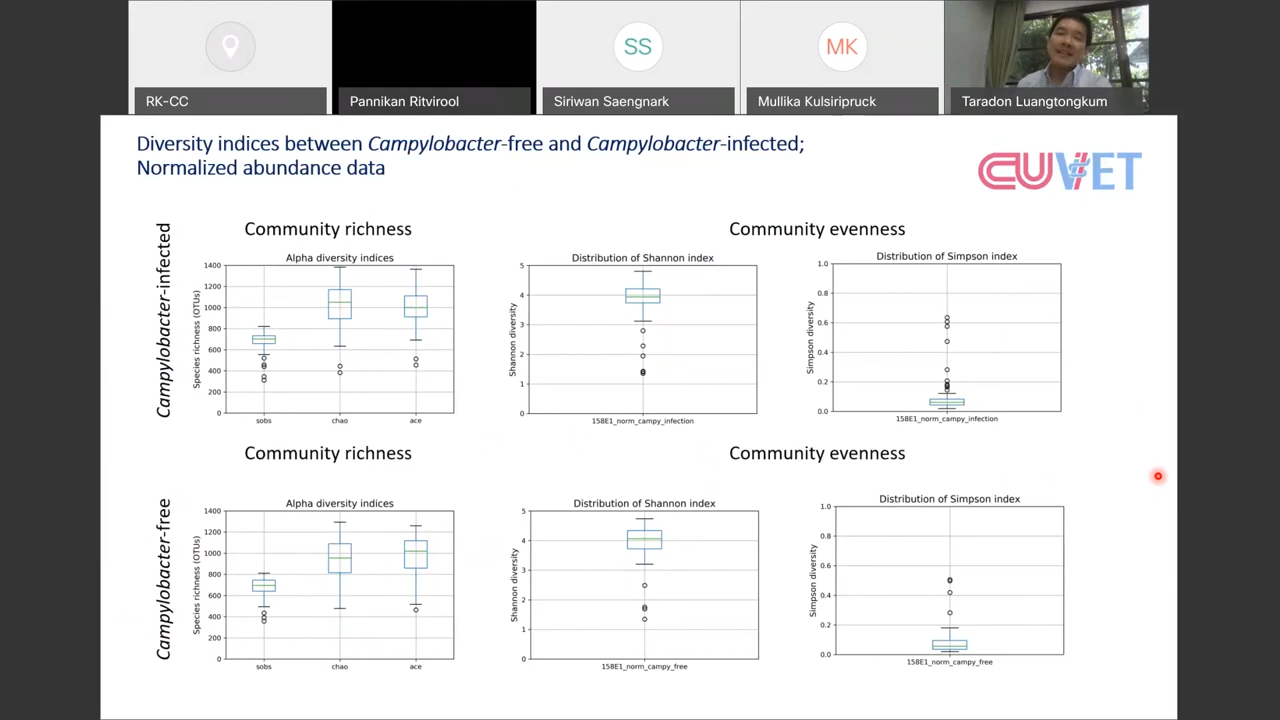 SS
MK
RK-CC
Pannikan Ritvirool
Siriwan Saengnark
Mullika Kulsiripruck
Taradon Luangtongkum
Diversity indices between Campylobacter-free and Campylobacter-infected;
Normalized abundance data
CUVET
Campylobacter-infected
Community richness
Community evenness
Alpha diversity indices
Species richness (OTUs)
1400
1200
1000
800
600
400
200
0
sobs chao ace
Distribution of Shannon index
Shannon diversity
5
4
3
2
1
0
158E1_norm_campy_infection
Distribution of Simpson index
Simpson diversity
1.0
0.8
0.6
0.4
0.2
0.0
158E1_norm_campy_infection
Campylobacter-free
Community richness
Community evenness
Alpha diversity indices
Species richness (OTUs)
1400
1200
1000
800
600
400
200
0
sobs chao ace
Distribution of Shannon index
Shannon diversity
5
4
3
2
1
0
158E1_norm_campy_free
Distribution of Simpson index
Simpson diversity
1.0
0.8
0.6
0.4
0.2
0.0
158E1_norm_campy_free